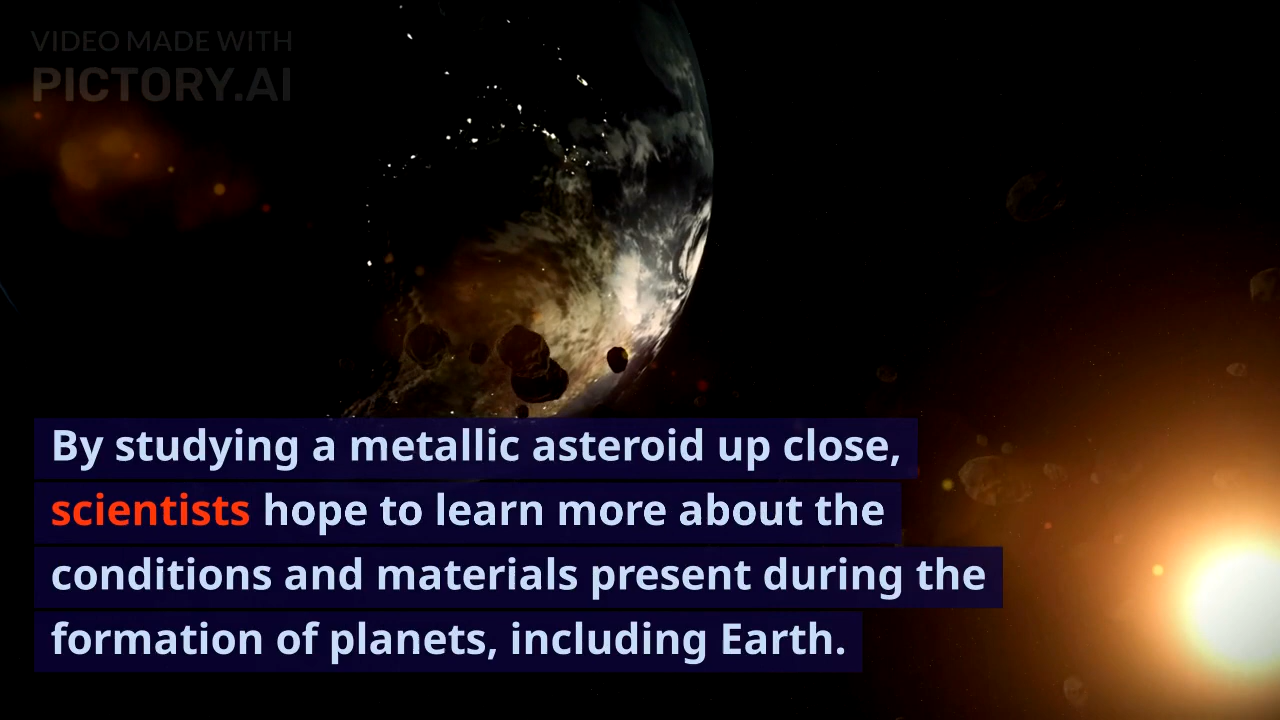 VIDEO MADE WITH
PICTORY.AI
By studying a metallic asteroid up close,
scientists hope to learn more about the
conditions and materials present during the
formation of planets, including Earth.